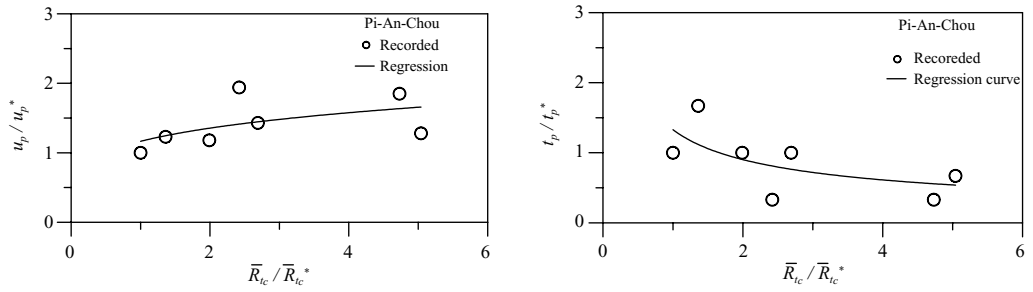 3
2
1
0
u_p / u_p*
Pi-An-Chou
Recorded
Regression
0 2 4 6
R̅_tc / R̅_tc*
3
2
1
0
t_p / t_p*
Pi-An-Chou
Recoreded
Regression curve
0 2 4 6
R̅_tc / R̅_tc*